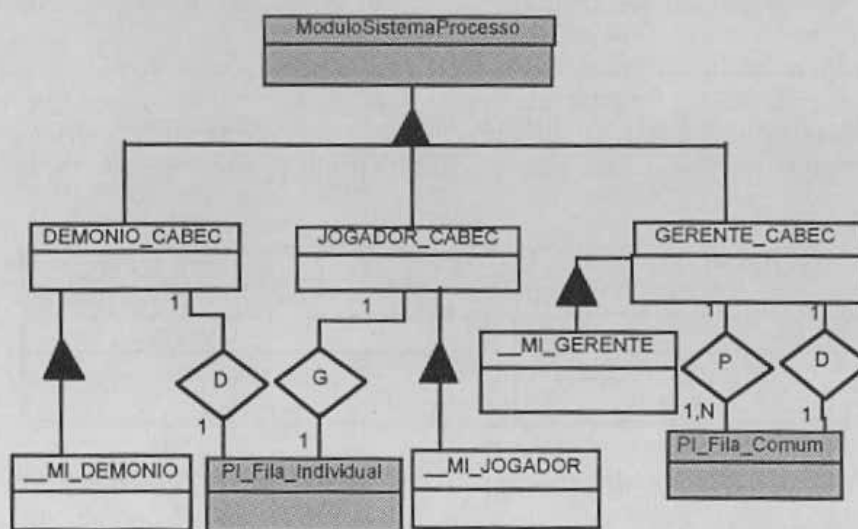 ModuloSistemaProcesso
DEMONIO_CABEC
JOGADOR_CABEC
GERENTE_CABEC
1
1
1
1
__MI_GERENTE
D
G
P
D
1,N
1
1
1
__MI_DEMONIO
PI_Fila_Individual
__MI_JOGADOR
PI_Fila_Comum